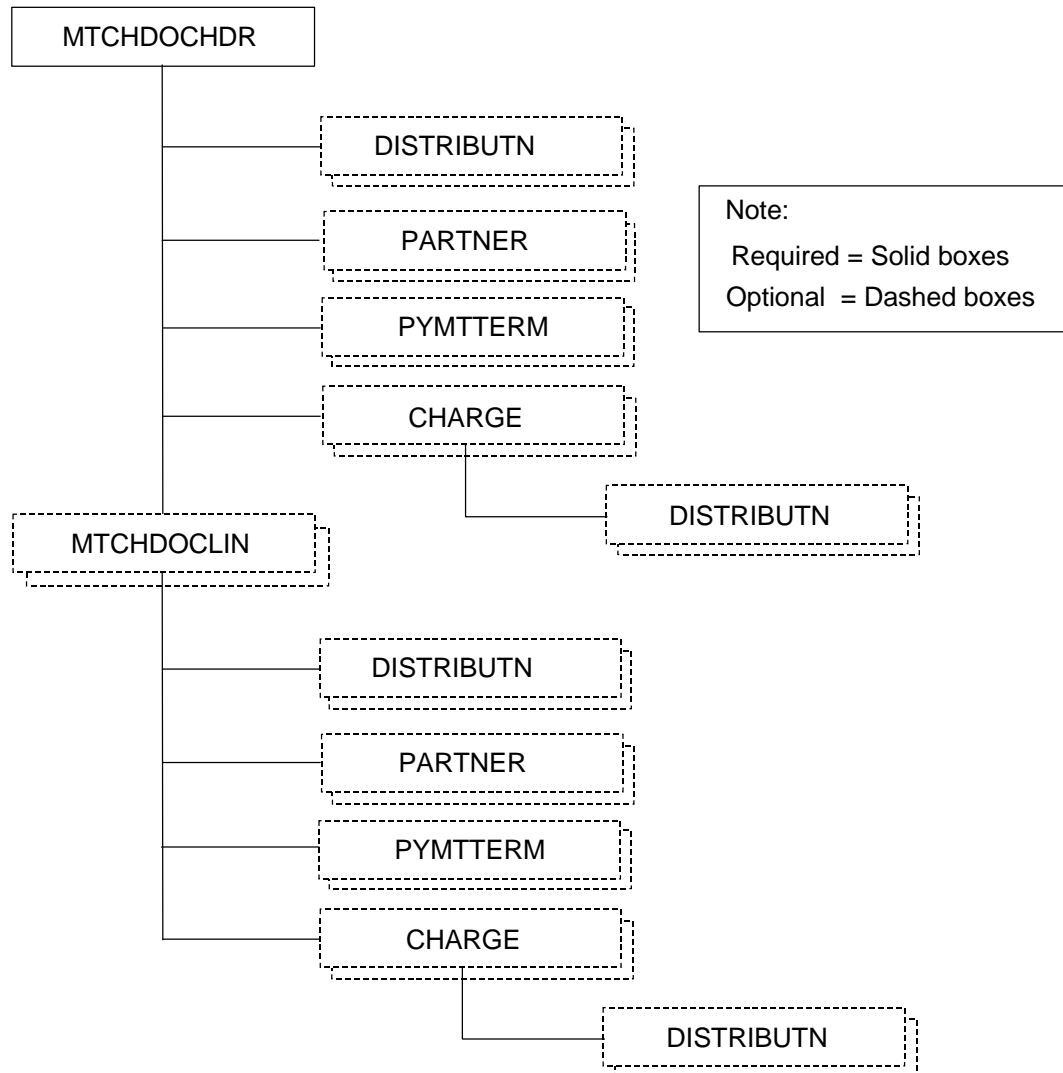 MTCHDOCHDR
DISTRIBUTN
PARTNER
PYMTTERM
CHARGE
DISTRIBUTN
MTCHDOCLIN
DISTRIBUTN
PARTNER
PYMTTERM
CHARGE
DISTRIBUTN
Note:
Required = Solid boxes
Optional = Dashed boxes